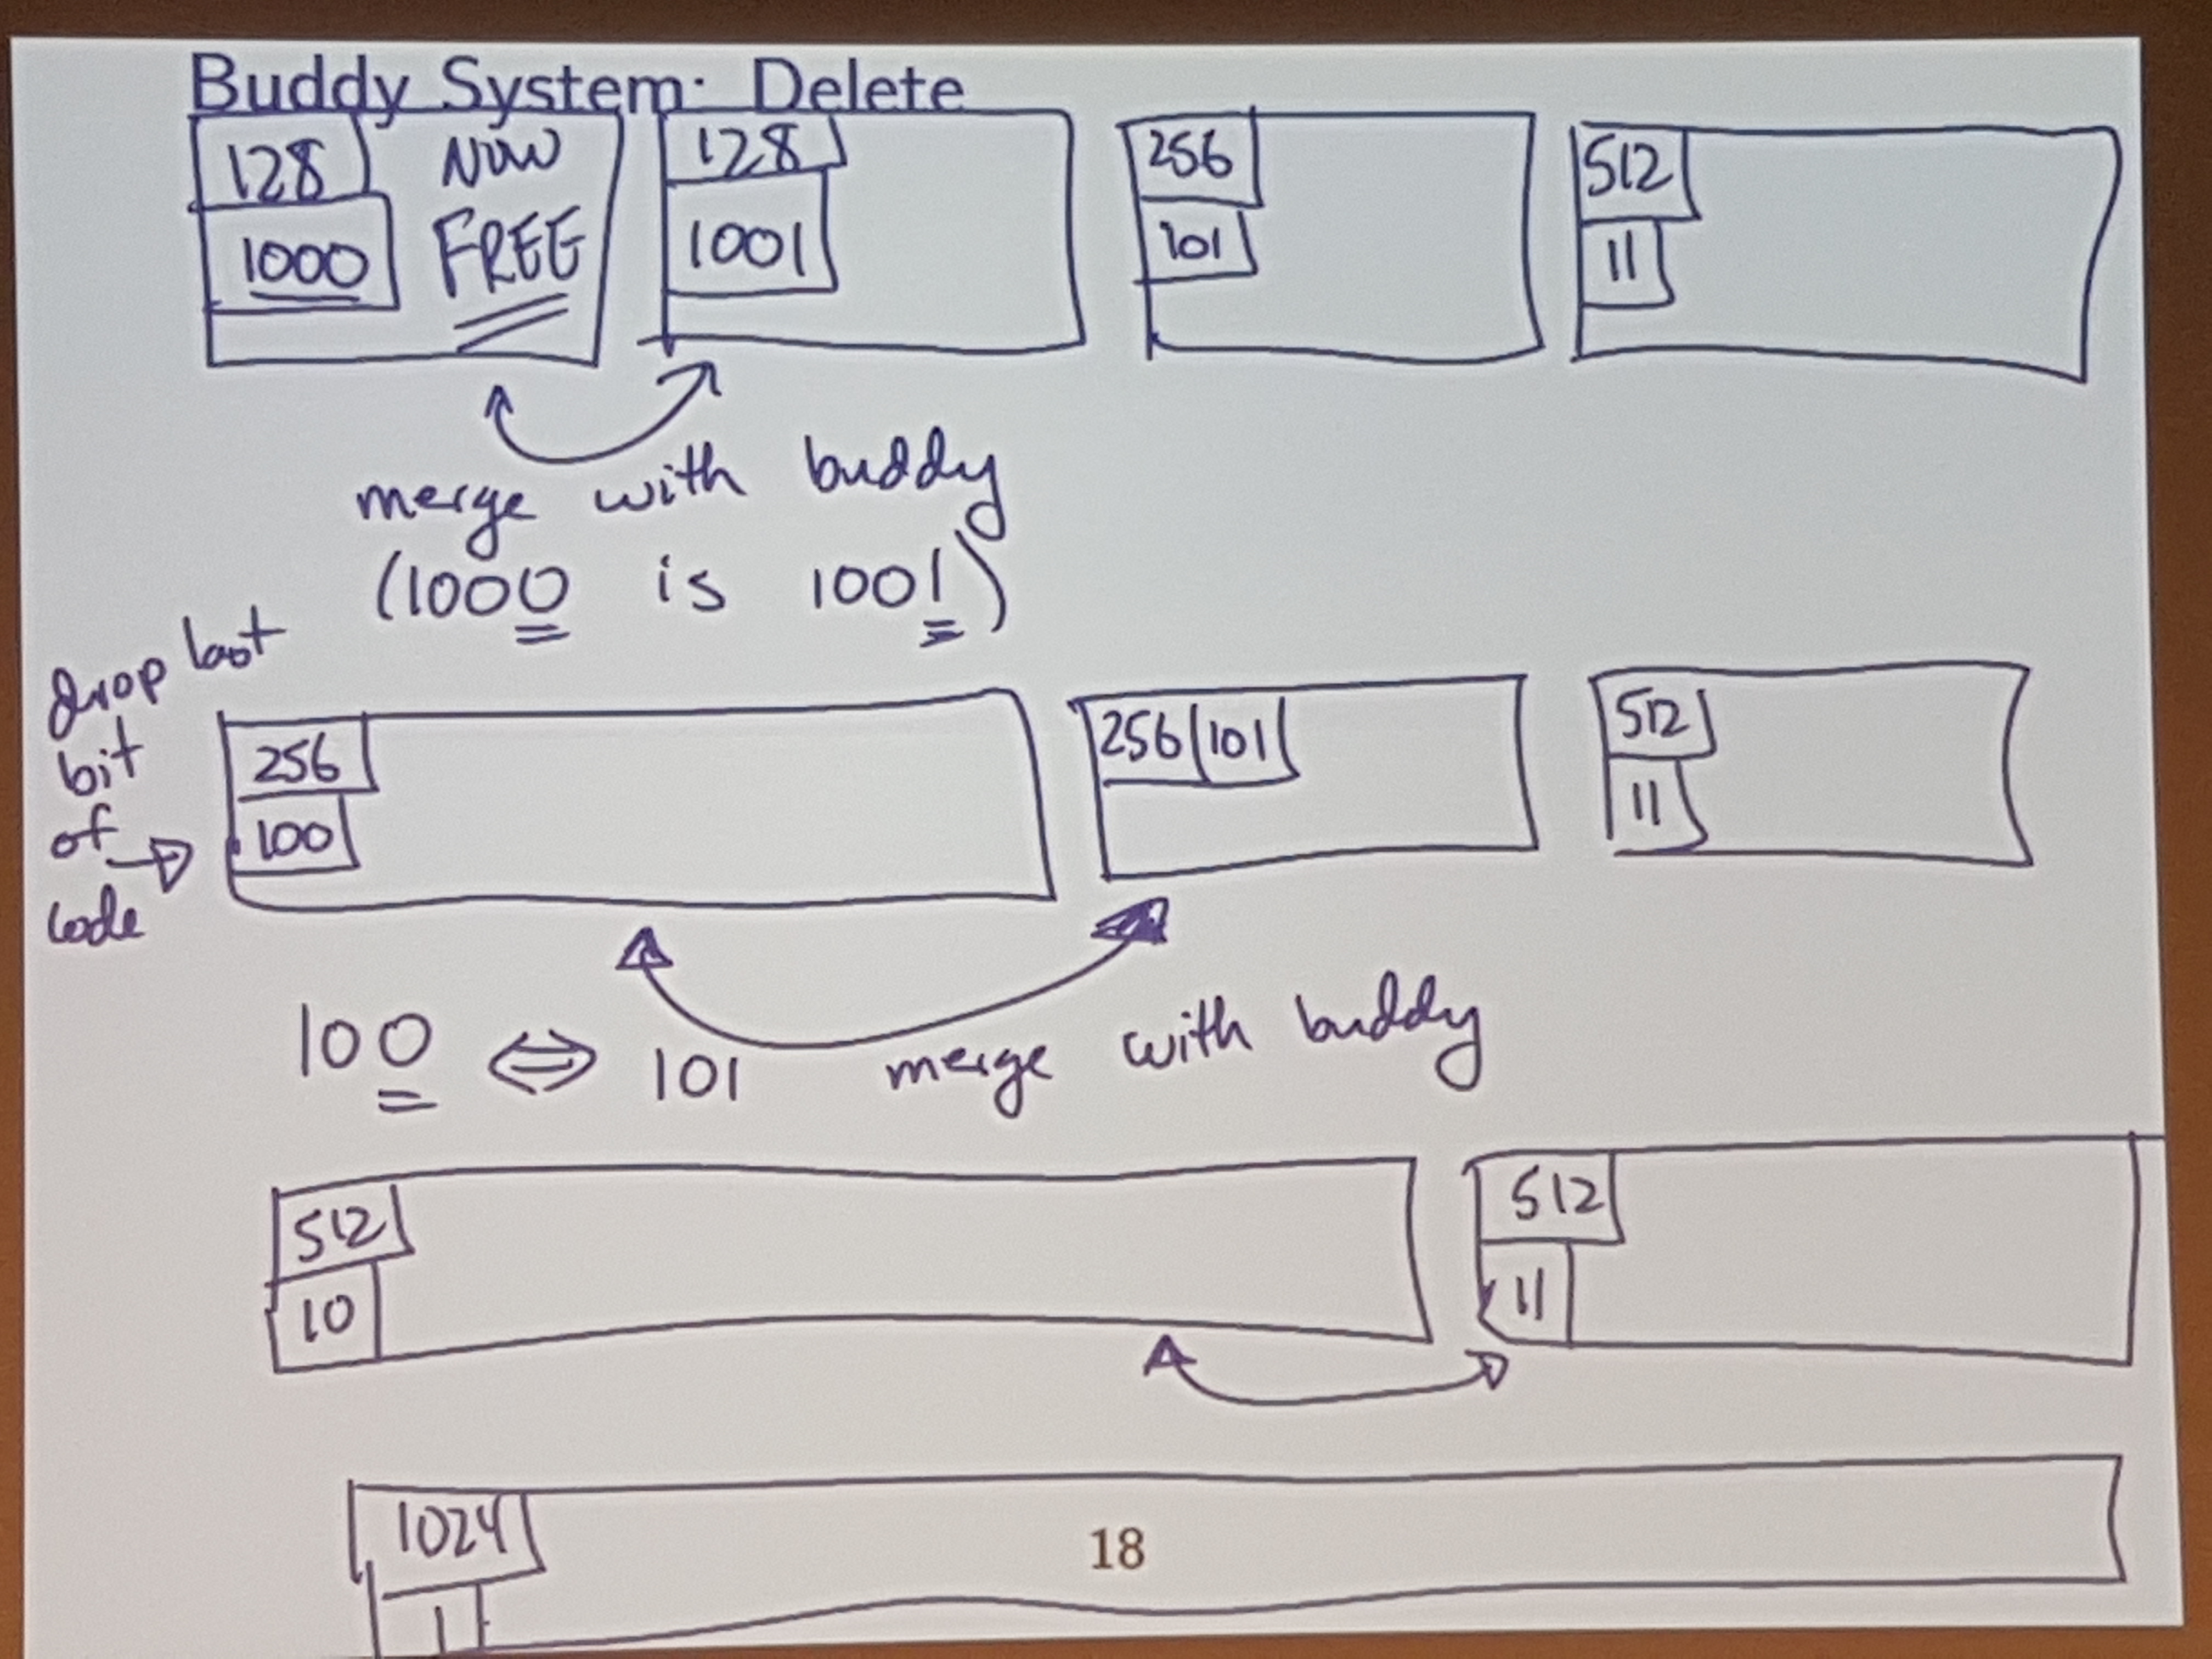 Buddy System: Delete
128 NOW 128 256 512
1000 FREE 1001 101 11
merge with buddy
(1000 is 1001)
drop last
bit
of
code
256 256 101 512
100 11
100 ⇔ 101 merge with buddy
512 512
10 11
1024
1
18